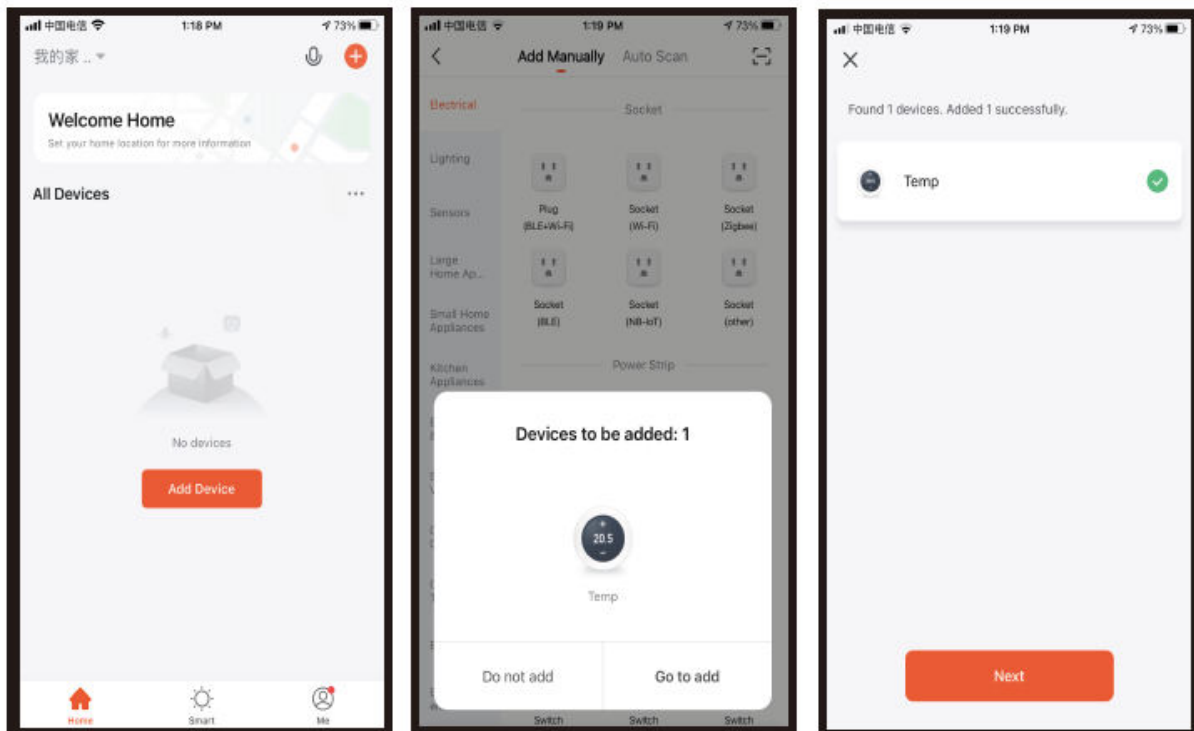 中国电信
1:18 PM
73%
我的家 ..
Welcome Home
Set your home location for more information
All Devices
...
No devices
Add Device
Home
Smart
Me
中国电信
1:19 PM
73%
Add Manually
Auto Scan
Electrical
Socket
Lighting
Sensors
Large
Home Ap...
Small Home
Appliances
Kitchen
Appliances
Plug
(BLE+Wi-Fi)
Socket
(Wi-Fi)
Socket
(Zigbee)
Socket
(BLE)
Socket
(NB-IoT)
Socket
(other)
Power Strip
Devices to be added: 1
20.5
Temp
Do not add
Go to add
Switch
Switch
Switch
中国电信
1:19 PM
73%
Found 1 devices. Added 1 successfully.
Temp
Next